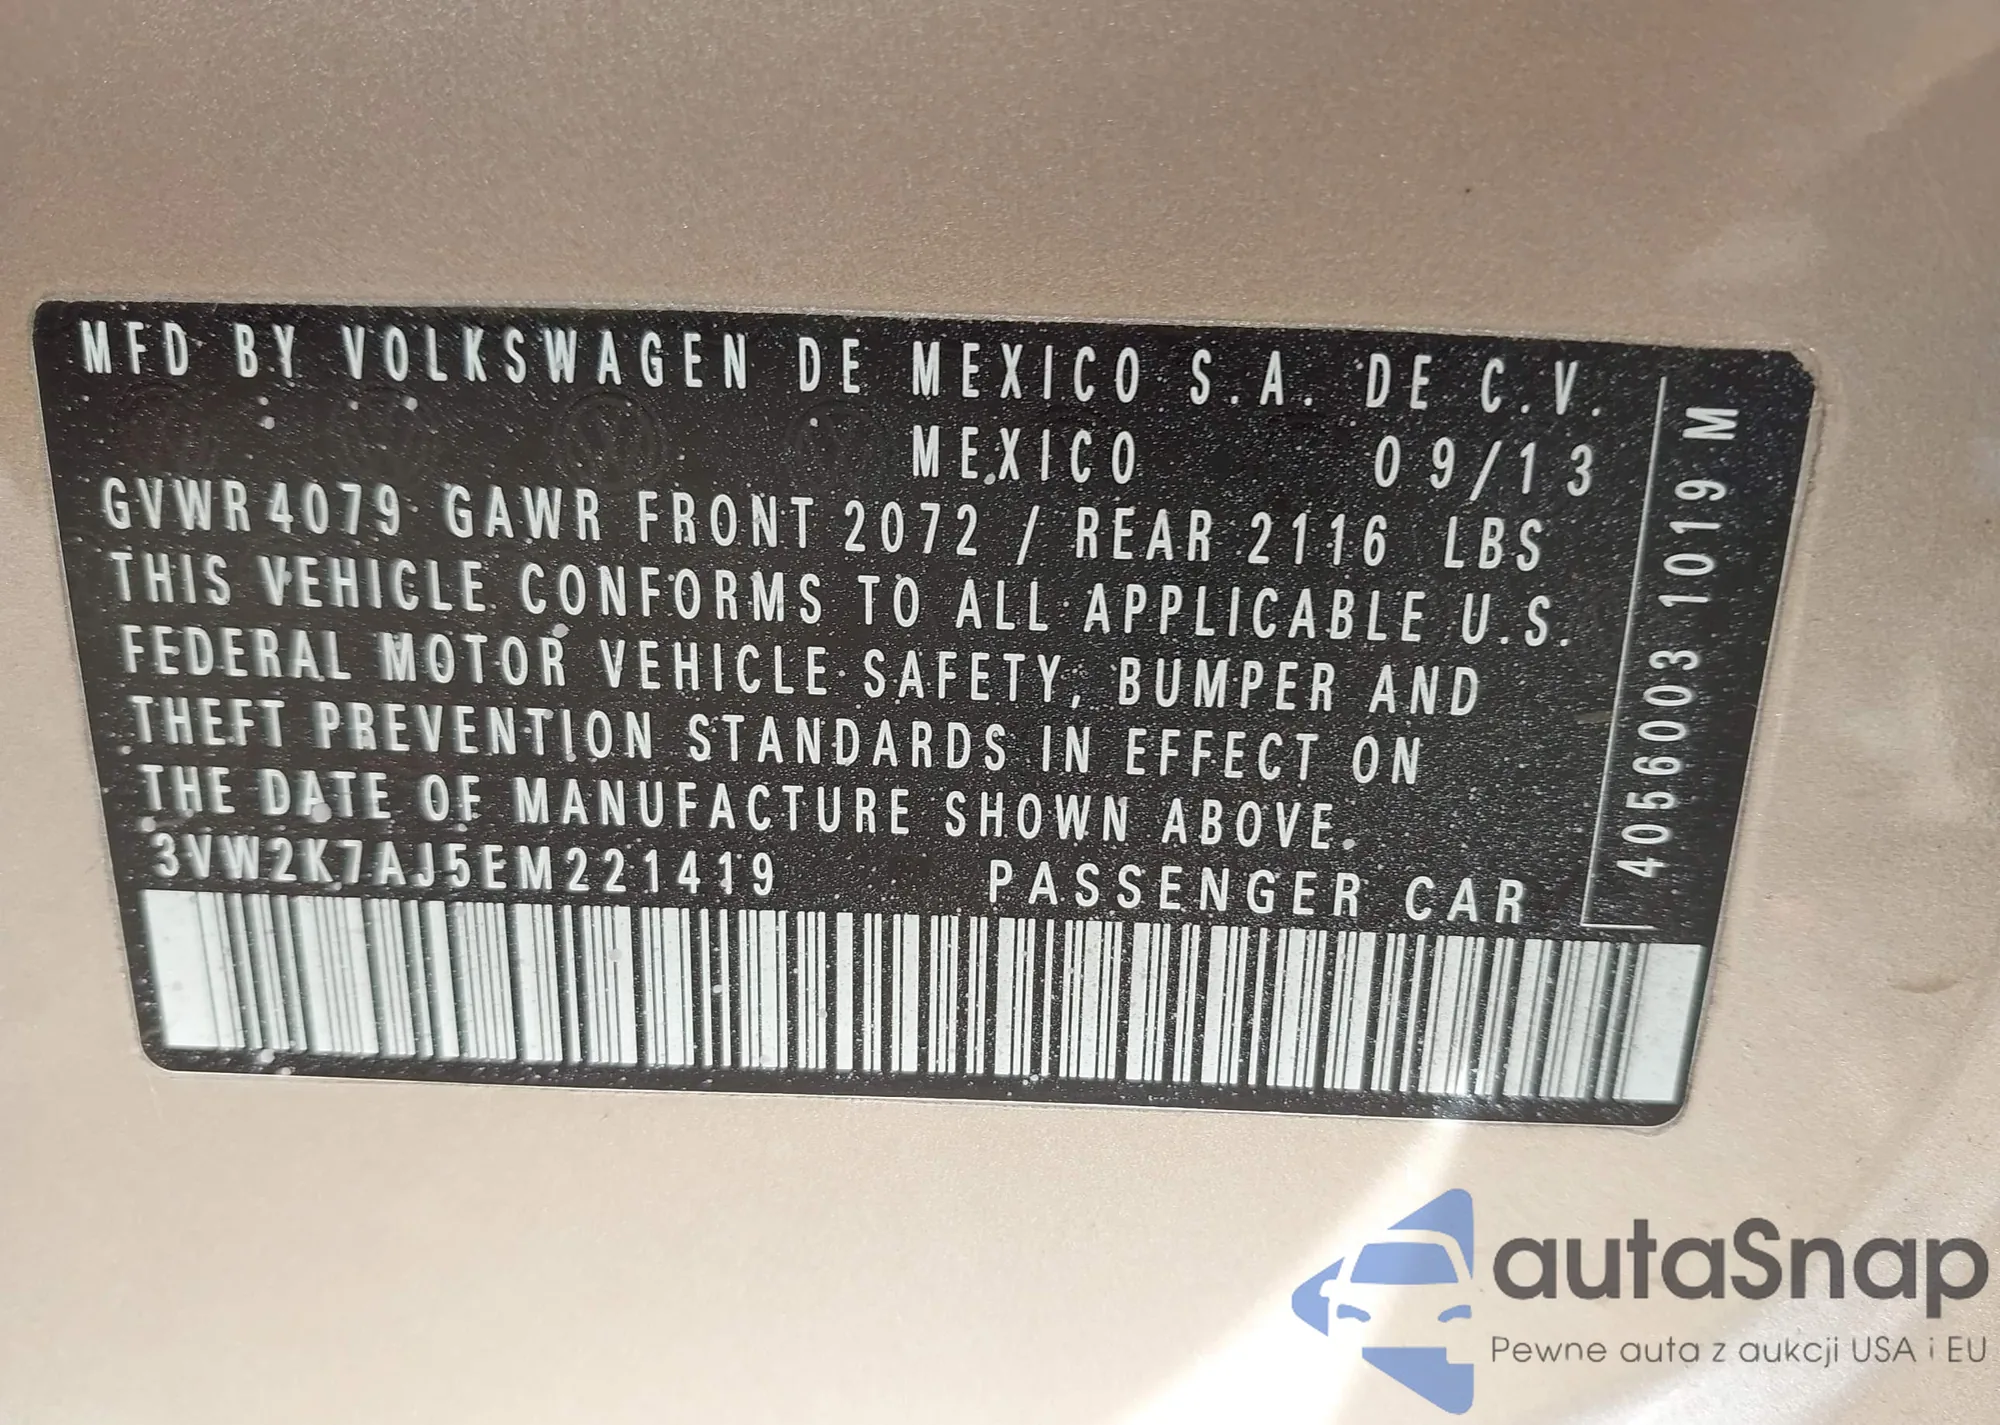 MFD BY VOLKSWAGEN DE MEXICO S.A. DE C.V.
MEXICO 09/13
GVWR 4079 GAWR FRONT 2072 / REAR 2116 LBS
THIS VEHICLE CONFORMS TO ALL APPLICABLE U.S.
FEDERAL MOTOR VEHICLE SAFETY, BUMPER AND
THEFT PREVENTION STANDARDS IN EFFECT ON
THE DATE OF MANUFACTURE SHOWN ABOVE.
3VW2K7AJ5EM221419 PASSENGER CAR
4056003 1019 M
autaSnap
Pewne auta z aukcji USA i EU